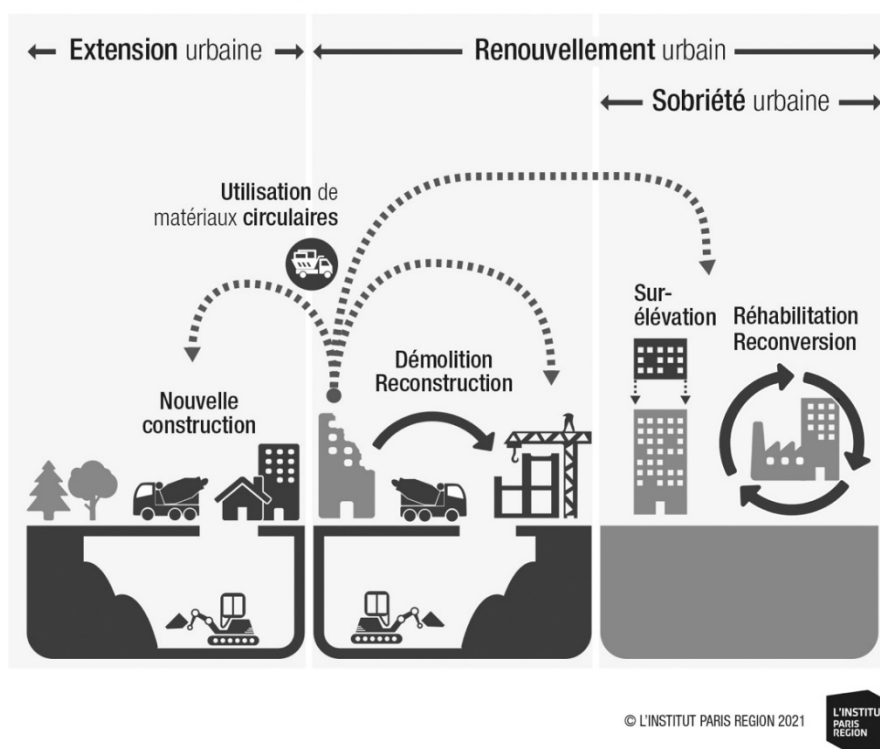 Extension urbaine
Renouvellement urbain
Sobriété urbaine
Utilisation de
matériaux circulaires
Sur-
élévation
Réhabilitation
Reconversion
Démolition
Reconstruction
Nouvelle
construction
© L'INSTITUT PARIS REGION 2021
L'INSTITU
PARIS
REGION